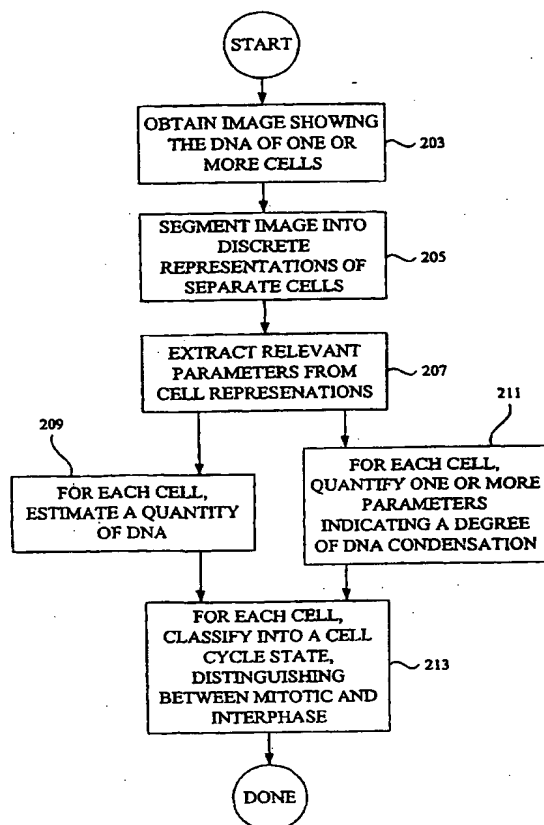 START
OBTAIN IMAGE SHOWING
THE DNA OF ONE OR
MORE CELLS
203
SEGMENT IMAGE INTO
DISCRETE
REPRESENTATIONS OF
SEPARATE CELLS
205
EXTRACT RELEVANT
PARAMETERS FROM
CELL REPRESENATIONS
207
209
FOR EACH CELL,
ESTIMATE A QUANTITY
OF DNA
211
FOR EACH CELL,
QUANTIFY ONE OR MORE
PARAMETERS
INDICATING A DEGREE
OF DNA CONDENSATION
FOR EACH CELL,
CLASSIFY INTO A CELL
CYCLE STATE,
DISTINGUISHING
BETWEEN MITOTIC AND
INTERPHASE
213
DONE